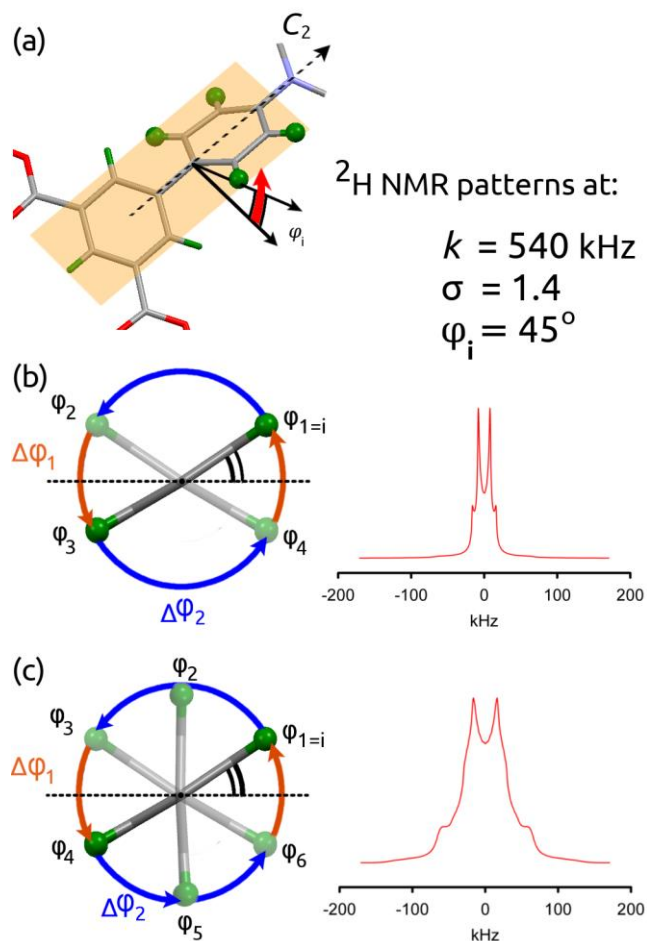 (a)
C₂
φᵢ
²H NMR patterns at:
k = 540 kHz
σ = 1.4
φᵢ = 45°
(b)
φ₂
φ₁₌ᵢ
Δφ₁
φ₃
φ₄
Δφ₂
-200 -100 0 100 200
kHz
(c)
φ₂
φ₃
φ₁₌ᵢ
Δφ₁
φ₄
φ₆
Δφ₂
φ₅
-200 -100 0 100 200
kHz